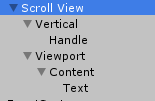 Scroll View
Vertical
Handle
Viewport
Content
Text